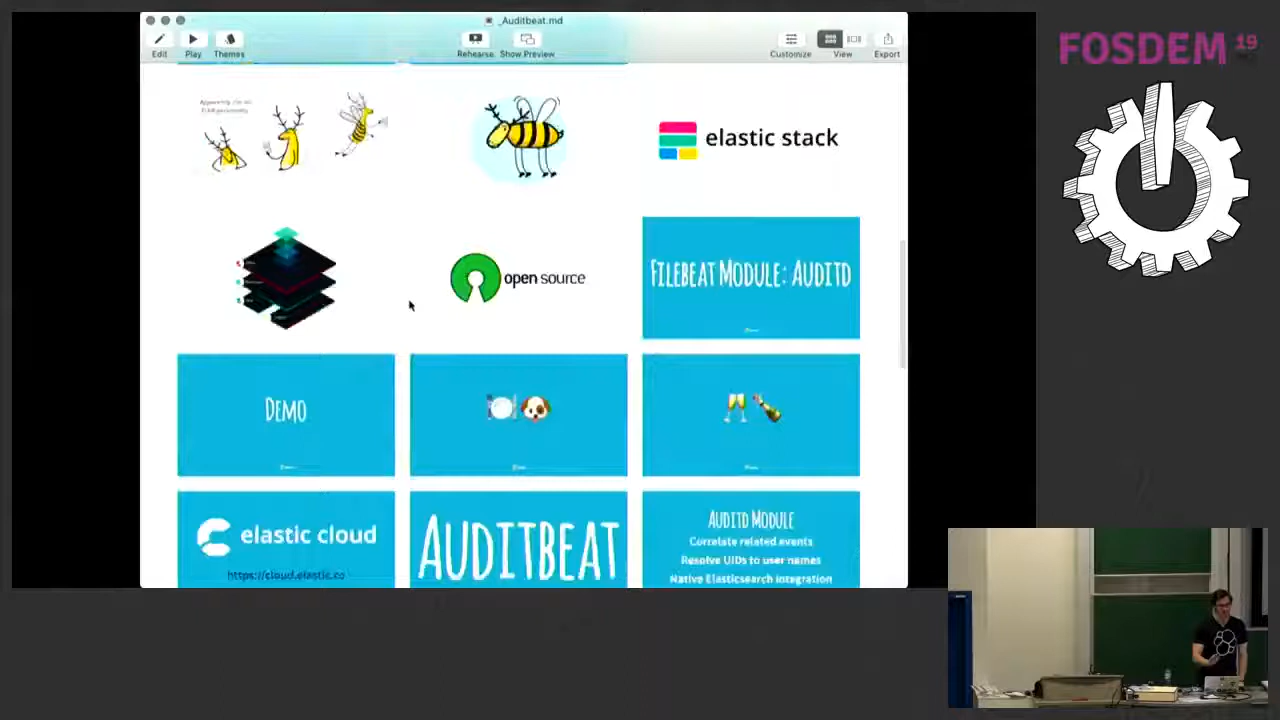 _Auditbeat.md
Edit
Play
Themes
Rehearse
Show Preview
Customize
View
Export
FOSDEM 19
elastic stack
open source
FILEBEAT MODULE: AUDITD
DEMO
elastic cloud
https://cloud.elastic.co
AUDITBEAT
AUDITD MODULE
Correlate related events
Resolve UIDs to user names
Native Elasticsearch integration